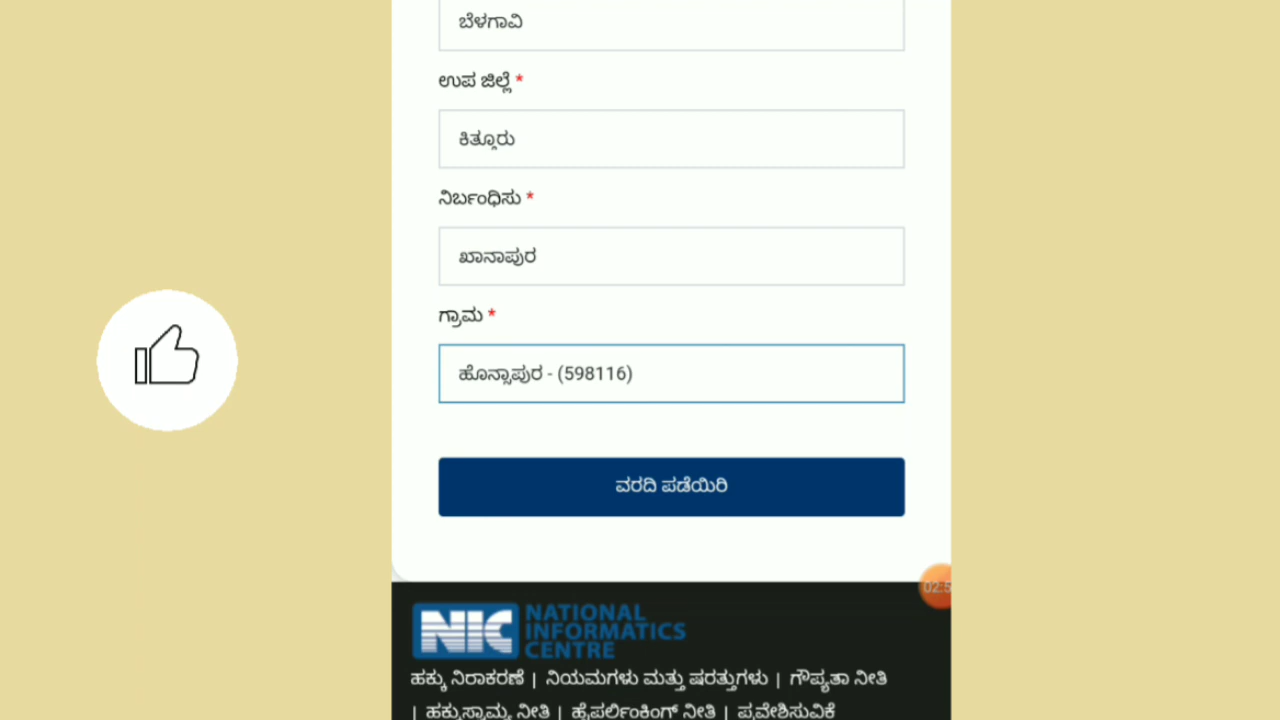 ಬೆಳಗಾವಿ
ಉಪ ಜಿಲ್ಲೆ *
ಕಿತ್ತೂರು
ನಿರ್ಬಂಧಿಸು *
ಖಾನಾಪುರ
ಗ್ರಾಮ *
ಹೊನ್ನಾಪುರ - (598116)
ವರದಿ ಪಡೆಯಿರಿ
NIC NATIONAL
INFORMATICS
CENTRE
ಹಕ್ಕು ನಿರಾಕರಣೆ | ನಿಯಮಗಳು ಮತ್ತು ಷರತ್ತುಗಳು | ಗೌಪ್ಯತಾ ನೀತಿ
| ಹಕ್ಕುಸ್ವಾಮ್ಯ ನೀತಿ | ಹೈಪರ್ಲಿಂಕಿಂಗ್ ನೀತಿ | ಪ್ರವೇಶಿಸುವಿಕೆ